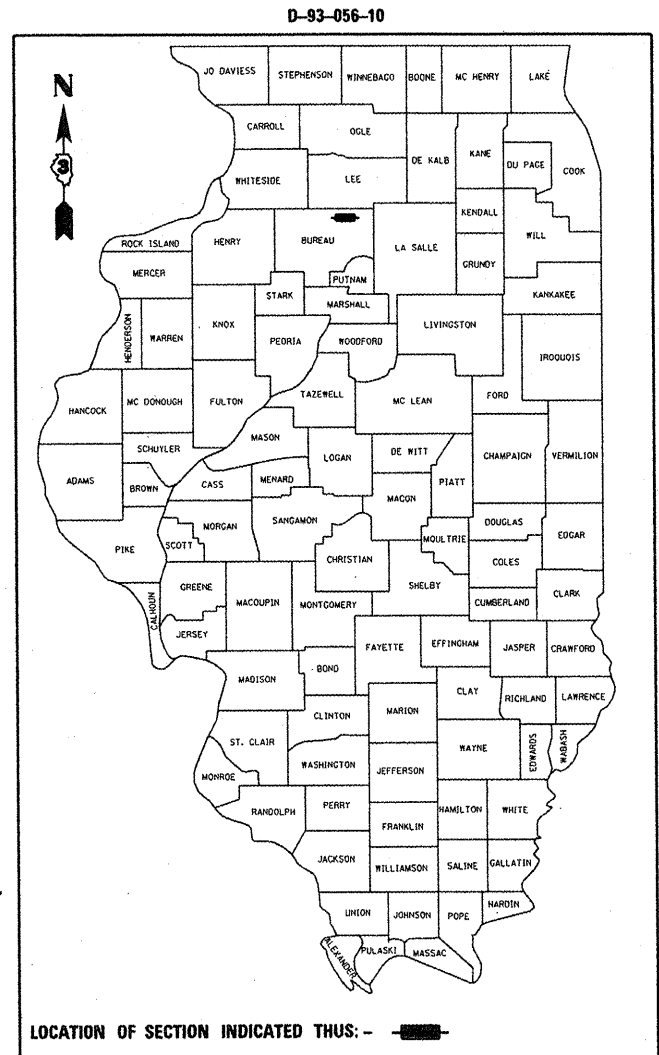 D-93-056-10
JO DAVIESS STEPHENSON WINNEBAGO BOONE MC HENRY LAKE
N
CARROLL OGLE
3
DE KALB KANE DU PAGE COOK
WHITESIDE LEE
KENDALL
ROCK ISLAND HENRY BUREAU LA SALLE WILL
GRUNDY
MERCER PUTNAM
STARK MARSHALL KANKAKEE
HENDERSON WARREN KNOX PEORIA WOODFORD LIVINGSTON
IROQUOIS
HANCOCK MC DONOUGH FULTON TAZEWELL MC LEAN FORD
MASON
SCHUYLER LOGAN DE WITT CHAMPAIGN VERMILION
ADAMS BROWN CASS MENARD PIATT
MACON
PIKE SCOTT MORGAN SANGAMON DOUGLAS EDGAR
MOULTRIE
CHRISTIAN COLES
GREENE SHELBY
CALHOUN MACOUPIN MONTGOMERY CUMBERLAND CLARK
JERSEY
FAYETTE EFFINGHAM JASPER CRAWFORD
BOND
MADISON CLAY
MARION RICHLAND LAWRENCE
CLINTON
ST. CLAIR WAYNE EDWARDS WABASH
WASHINGTON JEFFERSON
MONROE
RANDOLPH PERRY HAMILTON WHITE
FRANKLIN
JACKSON WILLIAMSON SALINE GALLATIN
HARDIN
UNION JOHNSON POPE
ALEXANDER PULASKI MASSAC
LOCATION OF SECTION INDICATED THUS: -